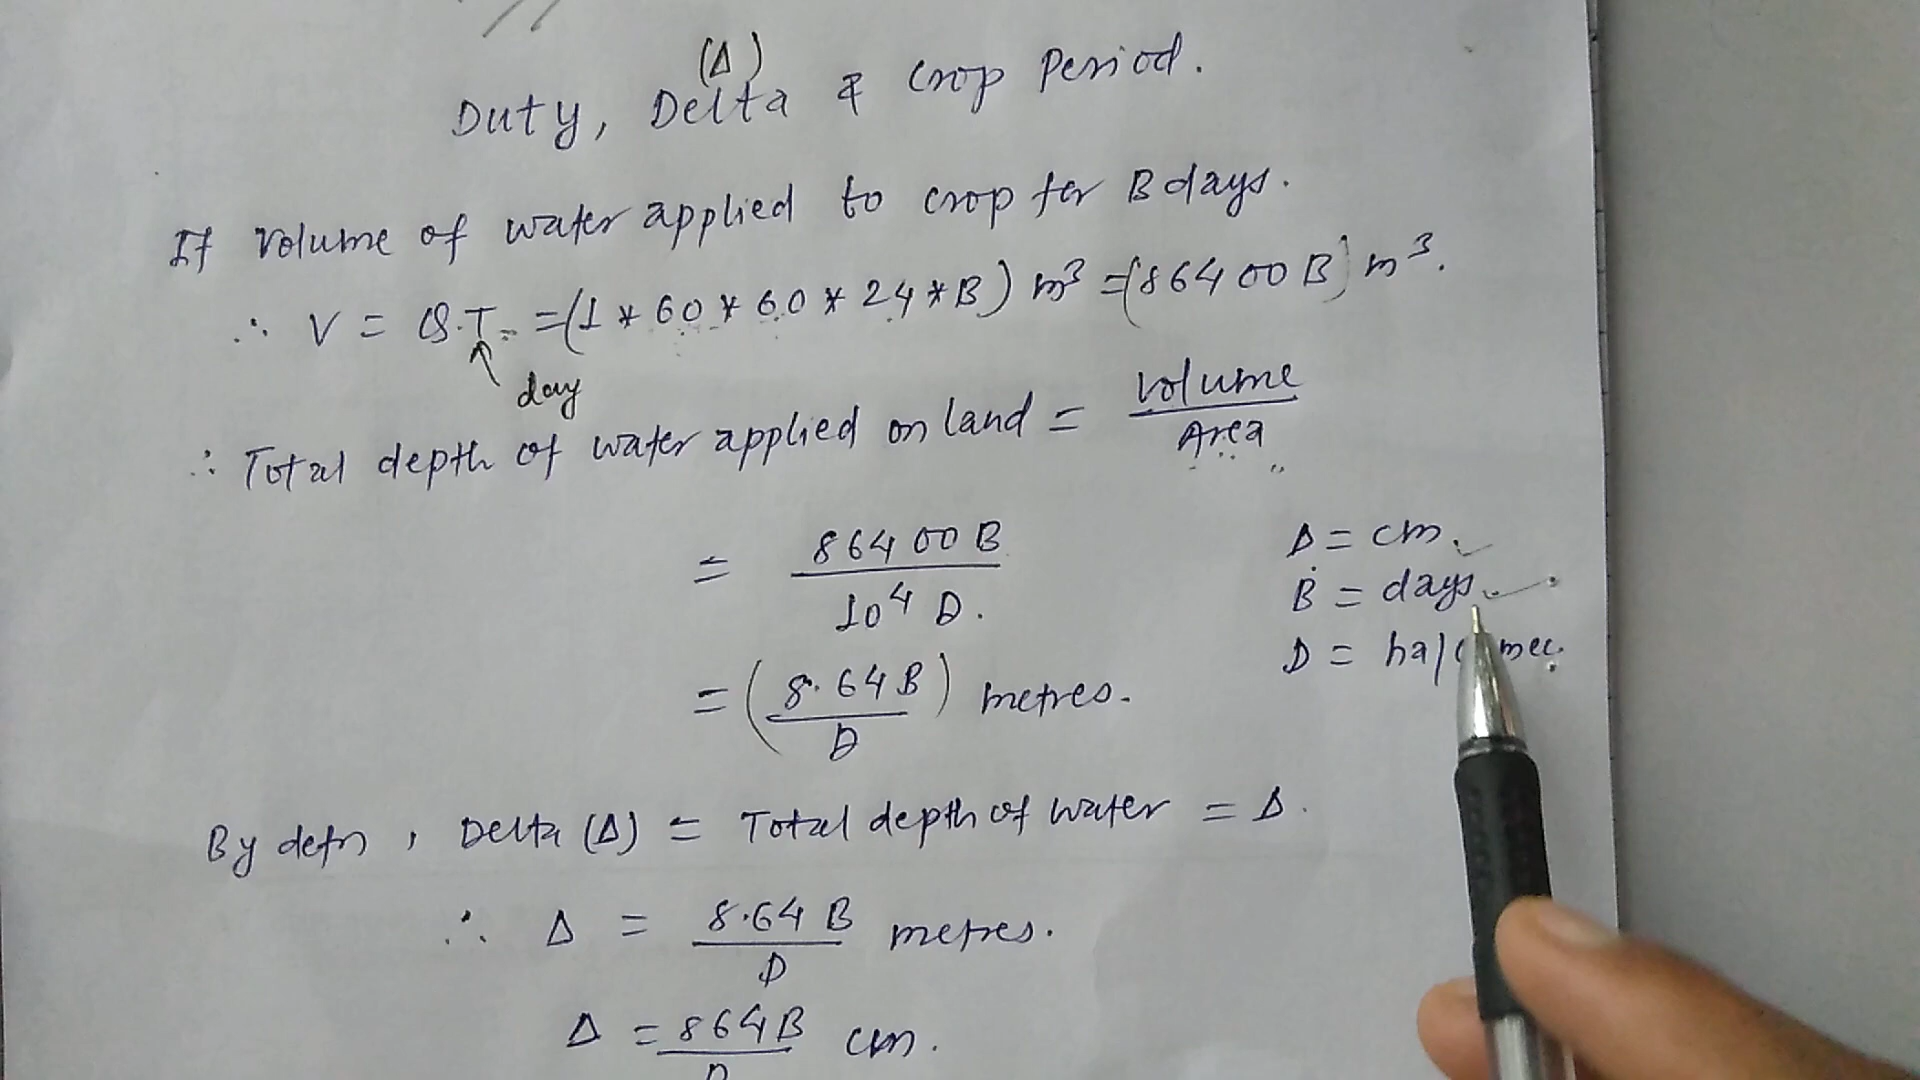 (Δ)
Duty, Delta & crop Period.
If volume of water applied to crop for B days.
∴ V = Q.T = (1 * 60 * 60 * 24 * B) m³ = (86400 B) m³.
day
∴ Total depth of water applied on land = Volume / Area
= 86400 B / 10⁴ D.
= (8.64 B / D) metres.
Δ = cm.
B = days.
D = ha/ mec.
By defn, Delta (Δ) = Total depth of water = Δ.
∴ Δ = 8.64 B / D metres.
Δ = 864 B / D cm.